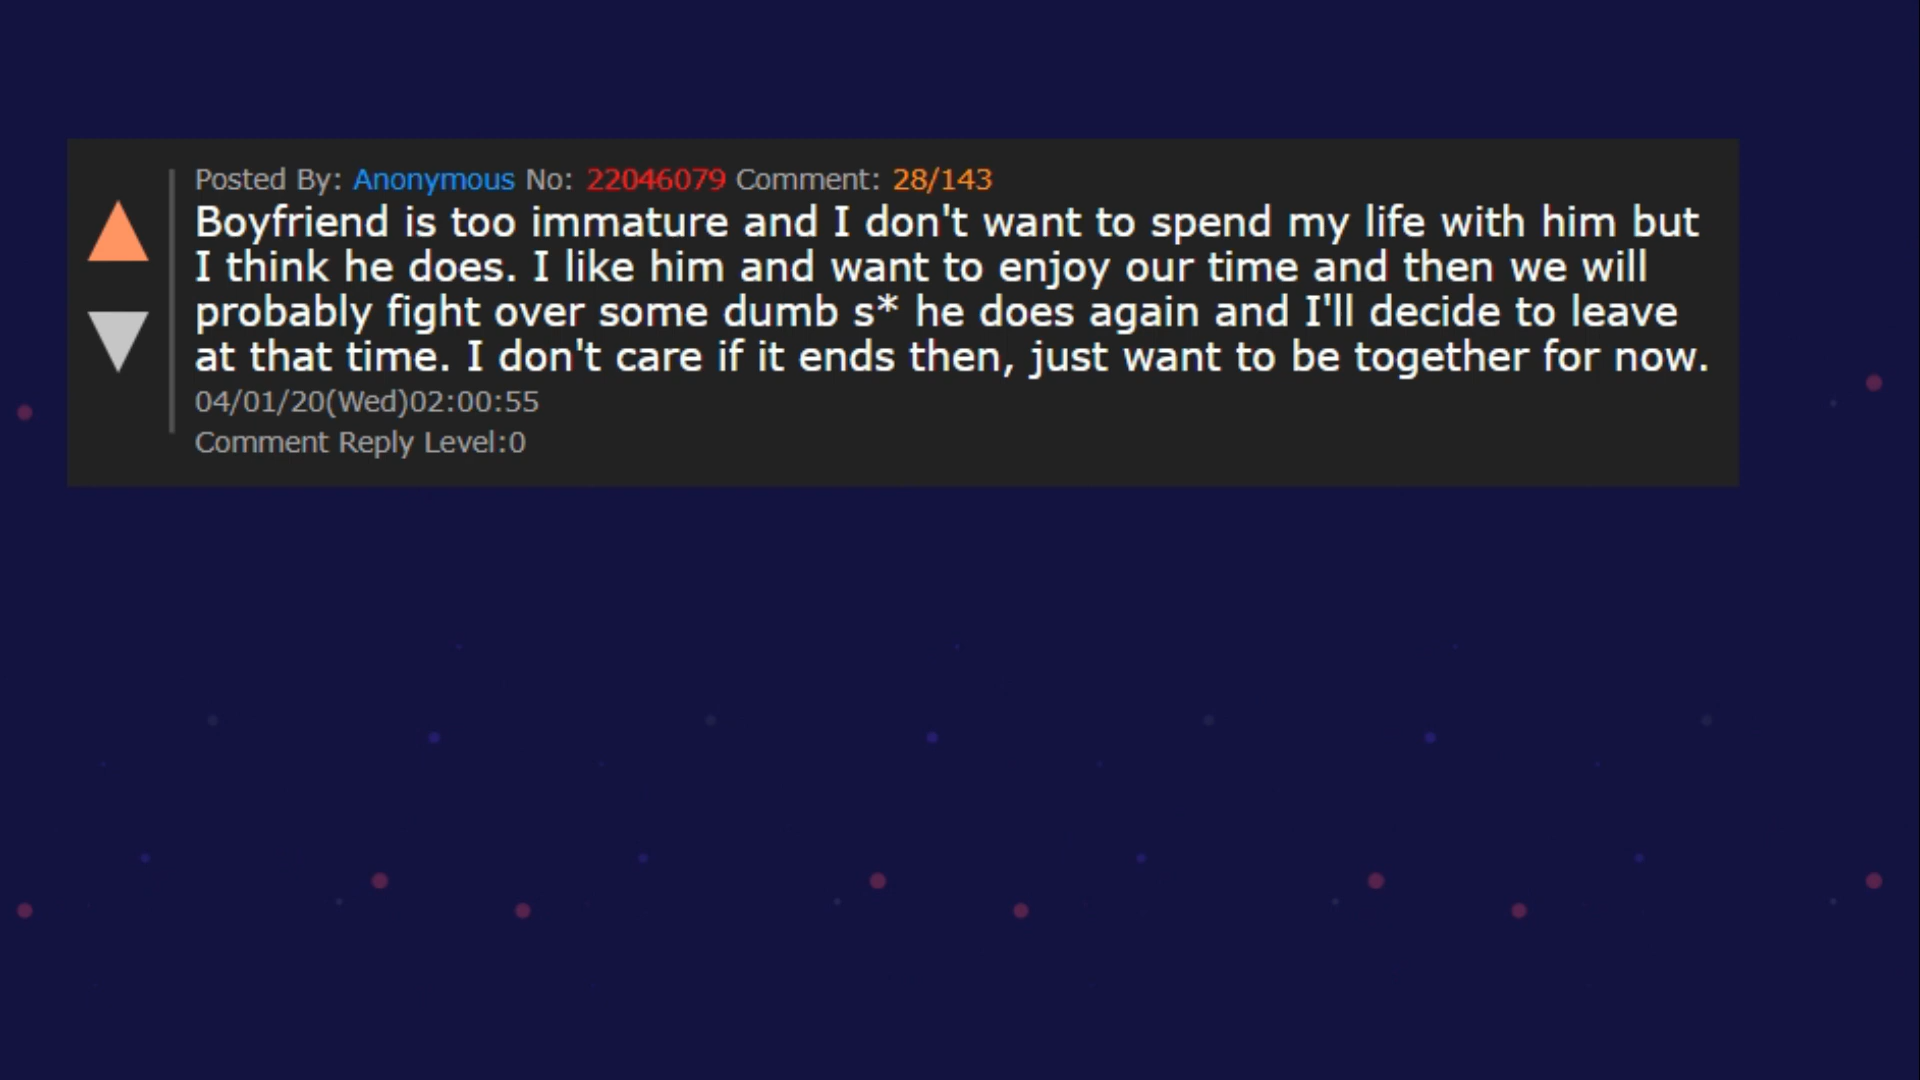 Posted By: Anonymous No: 22046079 Comment: 28/143
Boyfriend is too immature and I don't want to spend my life with him but
I think he does. I like him and want to enjoy our time and then we will
probably fight over some dumb s* he does again and I'll decide to leave
at that time. I don't care if it ends then, just want to be together for now.
04/01/20(Wed)02:00:55
Comment Reply Level:0